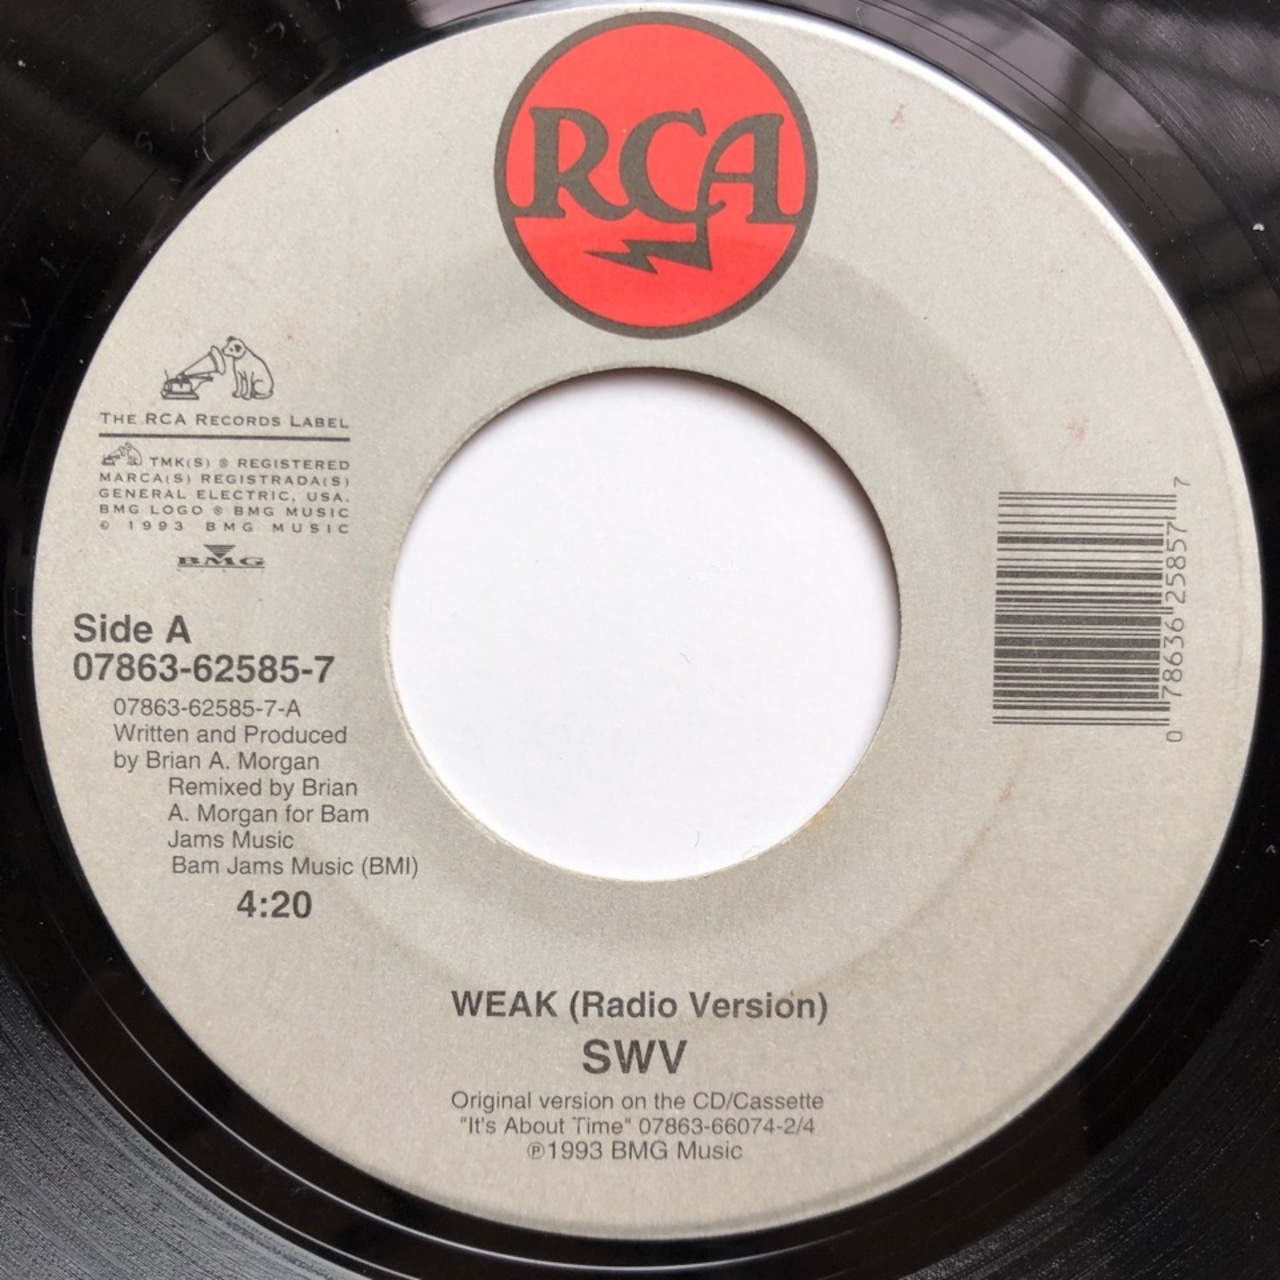 RCA
THE RCA RECORDS LABEL
TMK(S) ® REGISTERED
MARCA(S) REGISTRADA(S)
GENERAL ELECTRIC, USA.
BMG LOGO ® BMG MUSIC
© 1993 BMG MUSIC
BMG
MUSIC
Side A
07863-62585-7
07863-62585-7-A
Written and Produced
by Brian A. Morgan
Remixed by Brian
A. Morgan for Bam
Jams Music
Bam Jams Music (BMI)
4:20
0 78636 25857 7
WEAK (Radio Version)
SWV
Original version on the CD/Cassette
"It's About Time" 07863-66074-2/4
℗1993 BMG Music